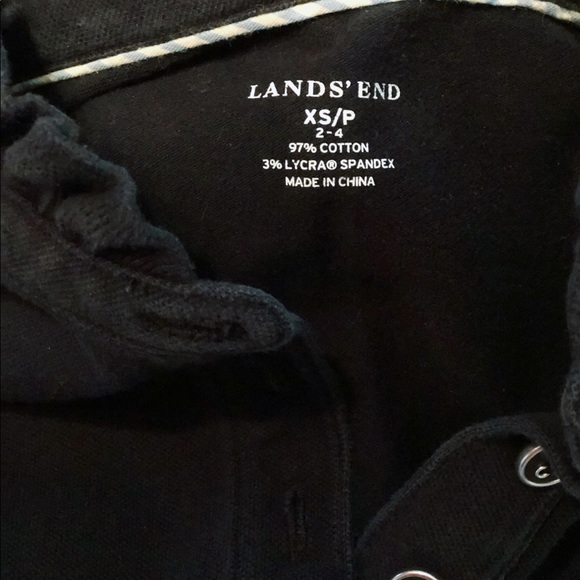 LANDS' END
XS/P
2-4
97% COTTON
3% LYCRA® SPANDEX
MADE IN CHINA